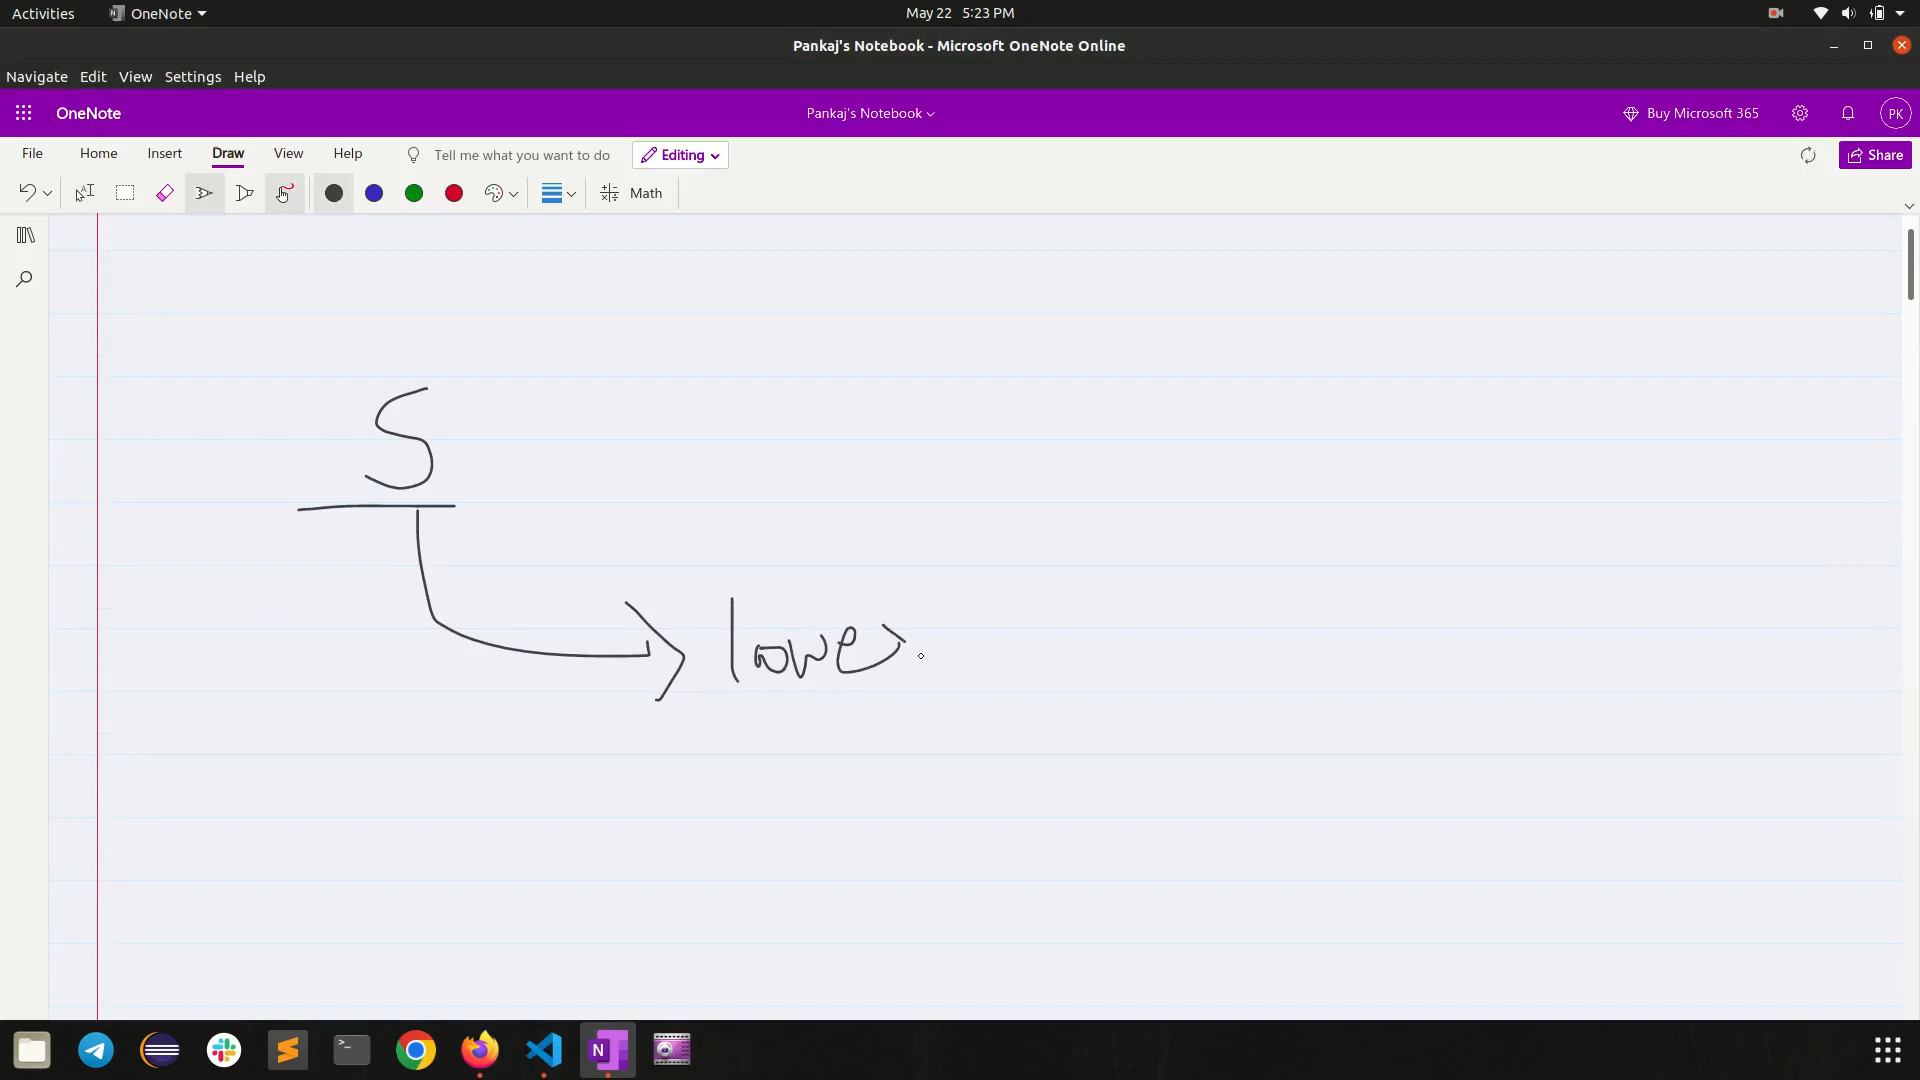 Activities OneNote May 22 5:23 PM
Pankaj's Notebook - Microsoft OneNote Online
Navigate Edit View Settings Help
OneNote Pankaj's Notebook Buy Microsoft 365 PK
File Home Insert Draw View Help Tell me what you want to do Editing Share
Math
S
lower